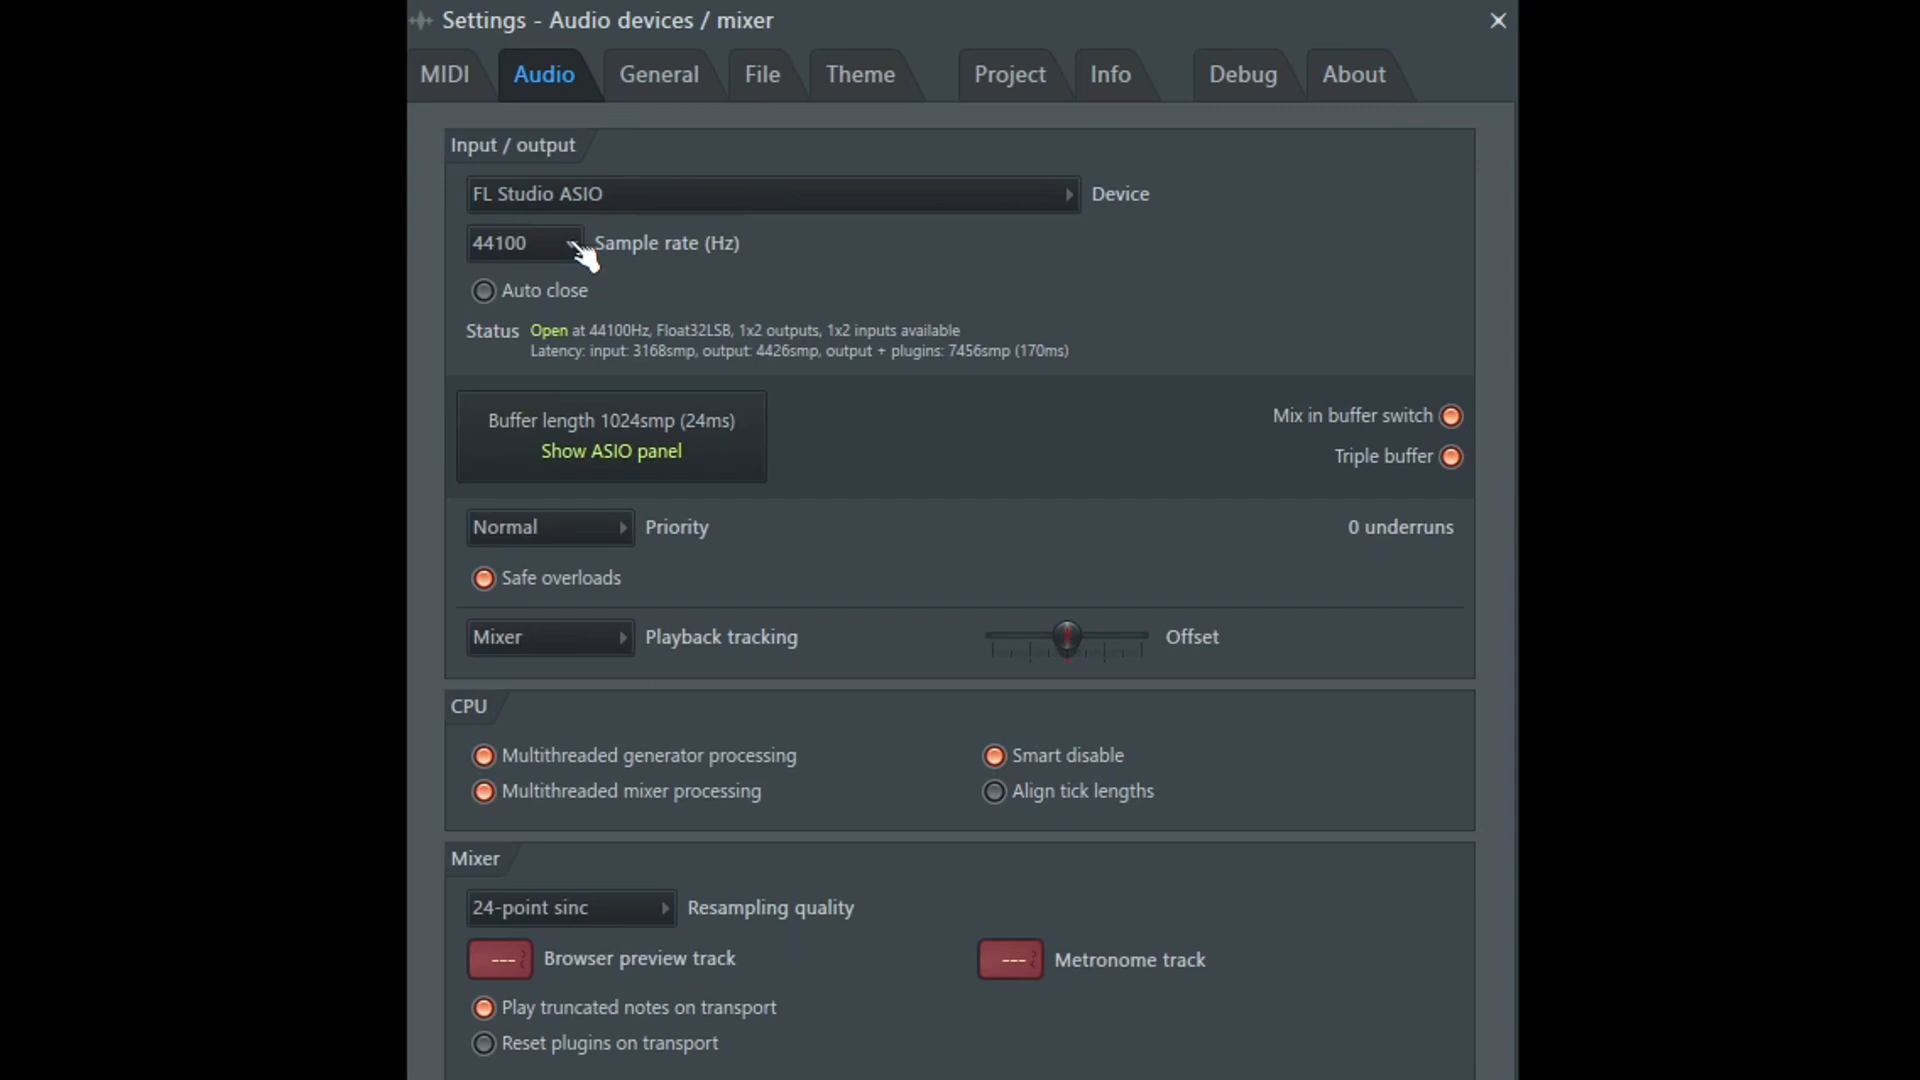 Settings - Audio devices / mixer
MIDI Audio General File Theme Project Info Debug About
Input / output
FL Studio ASIO Device
44100 Sample rate (Hz)
Auto close
Status Open at 44100Hz, Float32LSB, 1x2 outputs, 1x2 inputs available
Latency: input: 3168smp, output: 4426smp, output + plugins: 7456smp (170ms)
Buffer length 1024smp (24ms)
Show ASIO panel
Mix in buffer switch
Triple buffer
Normal Priority 0 underruns
Safe overloads
Mixer Playback tracking Offset
CPU
Multithreaded generator processing Smart disable
Multithreaded mixer processing Align tick lengths
Mixer
24-point sinc Resampling quality
--- Browser preview track --- Metronome track
Play truncated notes on transport
Reset plugins on transport